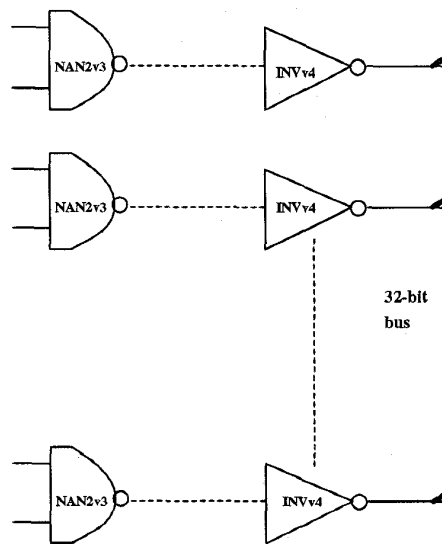 NAN2v3
INVv4
NAN2v3
INVv4
32-bit
bus
NAN2v3
INVv4